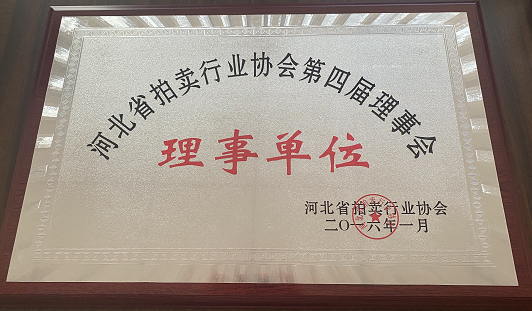 河北省拍卖行业协会第四届理事会
理事单位
河北省拍卖行业协会
二〇一六年一月